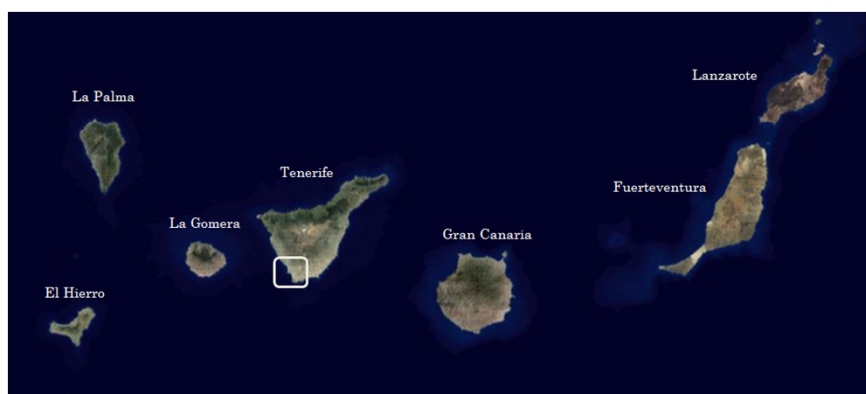 Lanzarote
La Palma
Tenerife
Fuerteventura
La Gomera
Gran Canaria
El Hierro